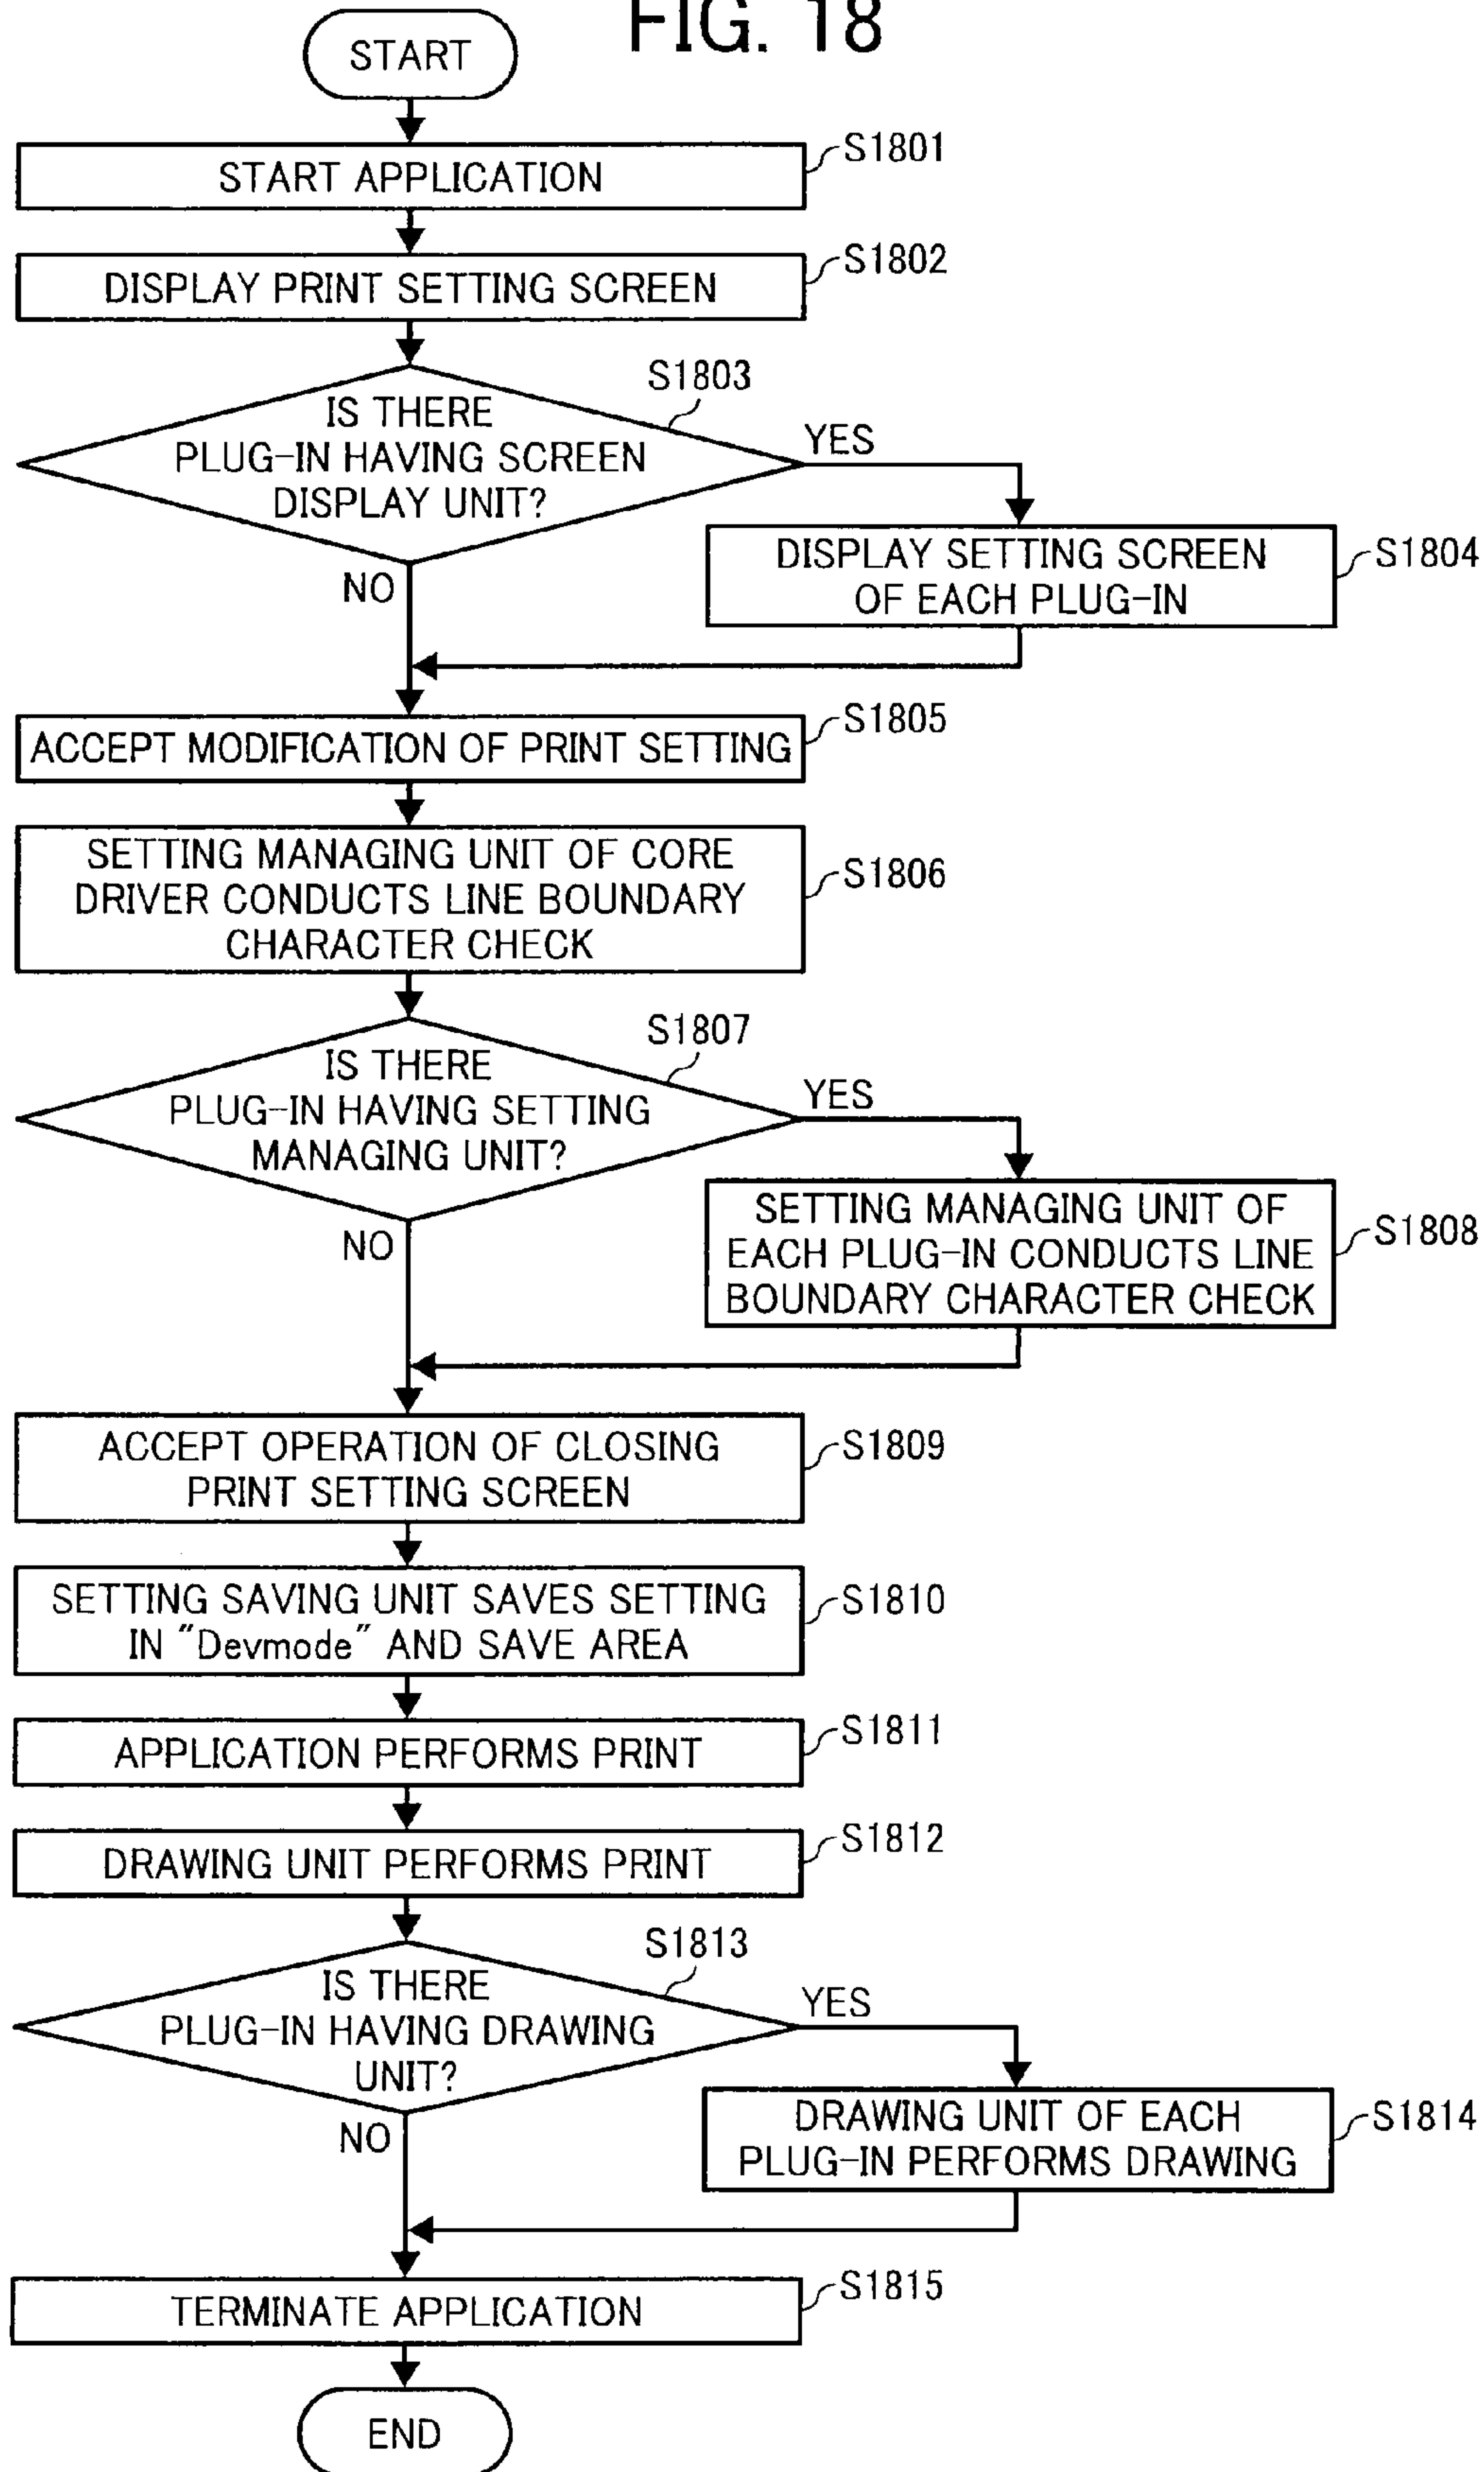 FIG. 18
START
S1801
START APPLICATION
S1802
DISPLAY PRINT SETTING SCREEN
S1803
IS THERE
PLUG-IN HAVING SCREEN
DISPLAY UNIT?
YES
NO
DISPLAY SETTING SCREEN
OF EACH PLUG-IN
S1804
S1805
ACCEPT MODIFICATION OF PRINT SETTING
SETTING MANAGING UNIT OF CORE
DRIVER CONDUCTS LINE BOUNDARY
CHARACTER CHECK
S1806
S1807
IS THERE
PLUG-IN HAVING SETTING
MANAGING UNIT?
YES
NO
SETTING MANAGING UNIT OF
EACH PLUG-IN CONDUCTS LINE
BOUNDARY CHARACTER CHECK
S1808
ACCEPT OPERATION OF CLOSING
PRINT SETTING SCREEN
S1809
SETTING SAVING UNIT SAVES SETTING
IN "Devmode" AND SAVE AREA
S1810
S1811
APPLICATION PERFORMS PRINT
S1812
DRAWING UNIT PERFORMS PRINT
S1813
IS THERE
PLUG-IN HAVING DRAWING
UNIT?
YES
NO
DRAWING UNIT OF EACH
PLUG-IN PERFORMS DRAWING
S1814
S1815
TERMINATE APPLICATION
END